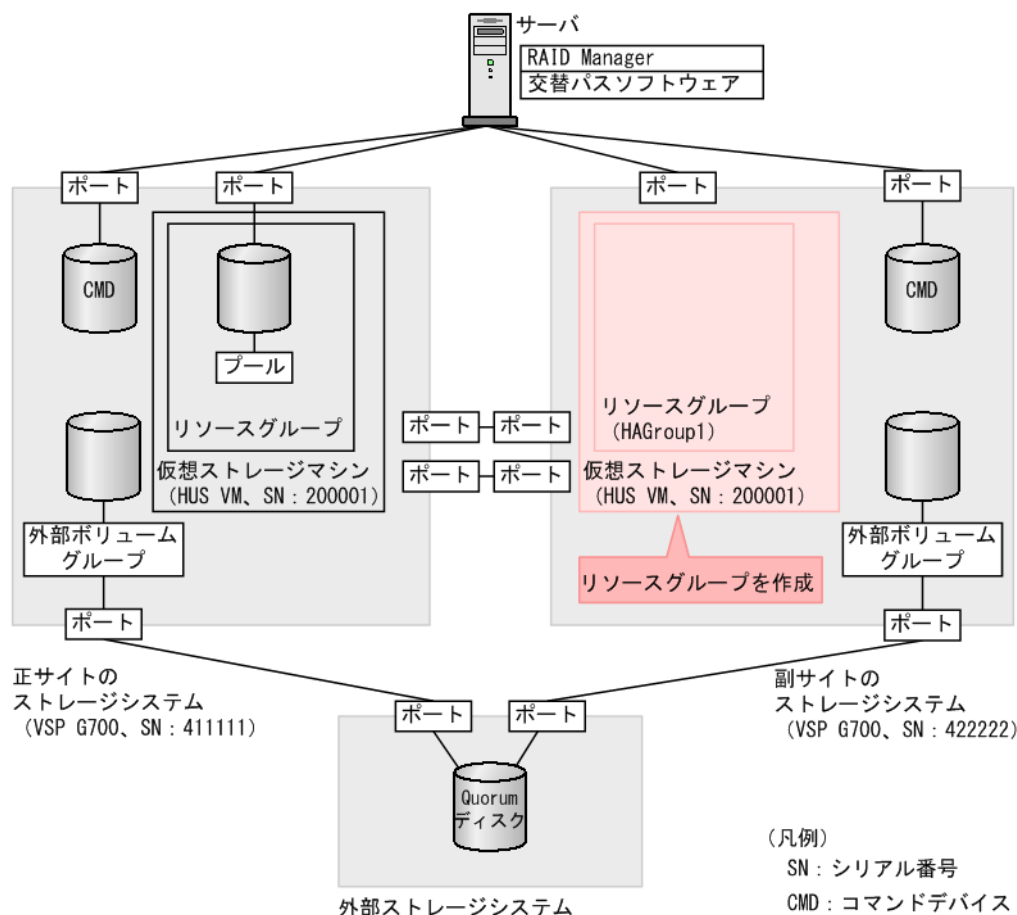 サーバ
RAID Manager
交替パスソフトウェア
ポート
ポート
ポート
ポート
CMD
プール
リソースグループ
仮想ストレージマシン
(HUS VM、SN:200001)
外部ボリューム
グループ
ポート
ポート
ポート
ポート
ポート
リソースグループ
(HAGroup1)
仮想ストレージマシン
(HUS VM、SN:200001)
リソースグループを作成
CMD
外部ボリューム
グループ
ポート
正サイトの
ストレージシステム
(VSP G700、SN:411111)
副サイトの
ストレージシステム
(VSP G700、SN:422222)
ポート
ポート
Quorum
ディスク
外部ストレージシステム
(凡例)
SN:シリアル番号
CMD:コマンドデバイス